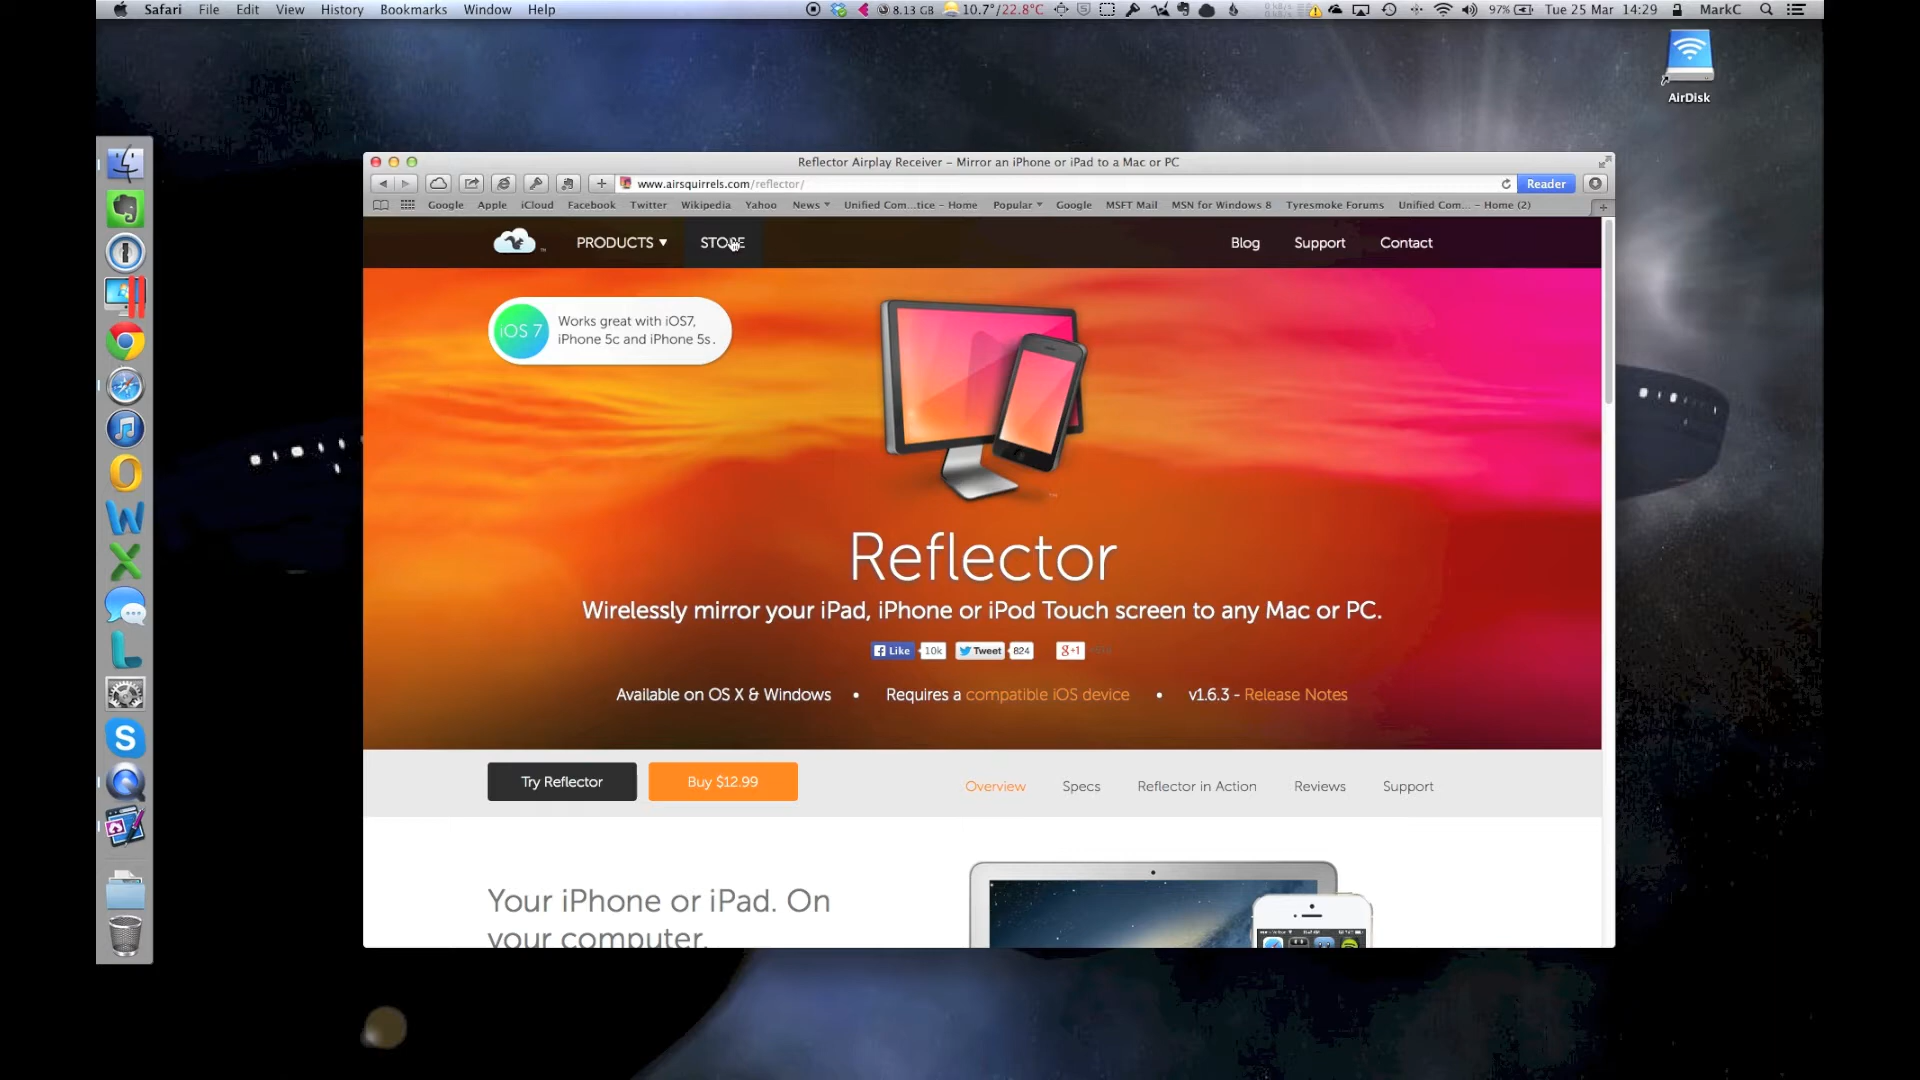 Safari File Edit View History Bookmarks Window Help
8.13 GB 10.7°/22.8°C 97% Tue 25 Mar 14:29 MarkC
AirDisk
Reflector Airplay Receiver – Mirror an iPhone or iPad to a Mac or PC
www.airsquirrels.com/reflector/ Reader
Google Apple iCloud Facebook Twitter Wikipedia Yahoo News Unified Com...tice - Home Popular Google MSFT Mail MSN for Windows 8 Tyresmoke Forums Unified Com... - Home (2)
PRODUCTS STORE Blog Support Contact
iOS 7
Works great with iOS7,
iPhone 5c and iPhone 5s.
Reflector
Wirelessly mirror your iPad, iPhone or iPod Touch screen to any Mac or PC.
Like 10k Tweet 824 g+1
Available on OS X & Windows • Requires a compatible iOS device • v1.6.3 - Release Notes
Try Reflector Buy $12.99 Overview Specs Reflector in Action Reviews Support
Your iPhone or iPad. On
your computer.